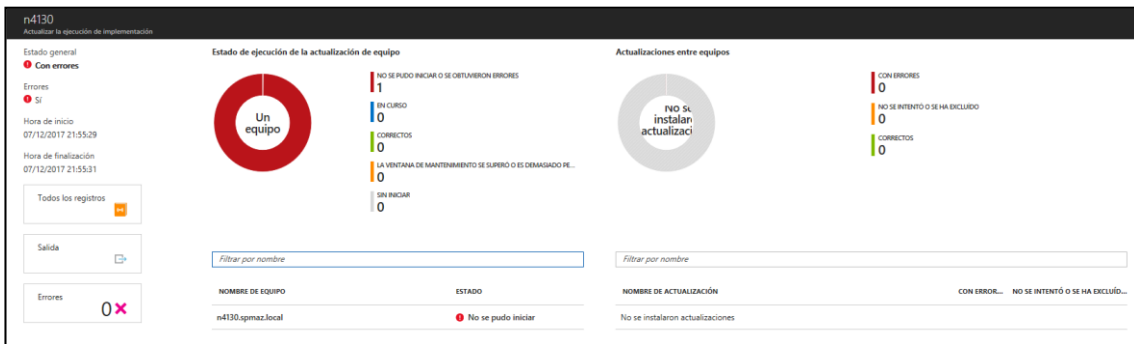 n4130
Actualizar la ejecución de implementación
Estado general
Con errores
Errores
Sí
Hora de inicio
07/12/2017 21:55:29
Hora de finalización
07/12/2017 21:55:31
Todos los registros
Salida
Errores
0
Estado de ejecución de la actualización de equipo
Un
equipo
NO SE PUDO INICIAR O SE OBTUVIERON ERRORES
1
EN CURSO
0
CORRECTOS
0
LA VENTANA DE MANTENIMIENTO SE SUPERÓ O ES DEMASIADO PE...
0
SIN INICIAR
0
Filtrar por nombre
NOMBRE DE EQUIPO ESTADO
n4130.spmaz.local No se pudo iniciar
Actualizaciones entre equipos
No su
instalar
actualizaci
CON ERRORES
0
NO SE INTENTÓ O SE HA EXCLUÍDO
0
CORRECTOS
0
Filtrar por nombre
NOMBRE DE ACTUALIZACIÓN CON ERROR... NO SE INTENTÓ O SE HA EXCLUÍD...
No se instalaron actualizaciones